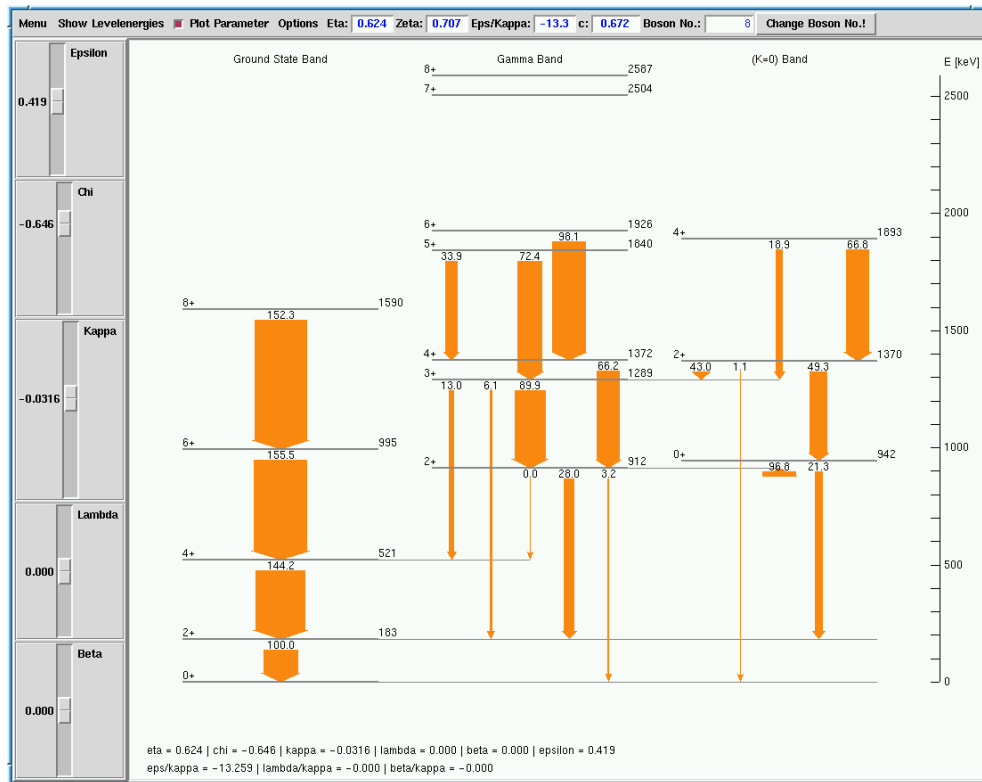 Menu Show Levelenergies Plot Parameter Options Eta: 0.624 Zeta: 0.707 Eps/Kappa: -13.3 c: 0.672 Boson No.: 8 Change Boson No.!
Epsilon
0.419
Chi
-0.646
Kappa
-0.0316
Lambda
0.000
Beta
0.000
Ground State Band Gamma Band (K=0) Band E [keV]
8+ 2587
7+ 2504
2500
2000
6+ 1926
98.1
5+ 1840
33.9 72.4
4+ 1893
18.9 66.8
8+ 1590
152.3
1500
4+ 1372
66.2
2+ 1370
43.0 1.1 49.3
3+ 1289
13.0 6.1 89.9
6+ 995
155.5
1000
2+ 912
0.0 28.0 3.2
0+ 942
96.8 21.3
4+ 521
144.2
500
2+ 183
100.0
0+
0
eta = 0.624 | chi = -0.646 | kappa = -0.0316 | lambda = 0.000 | beta = 0.000 | epsilon = 0.419
eps/kappa = -13.259 | lambda/kappa = -0.000 | beta/kappa = -0.000